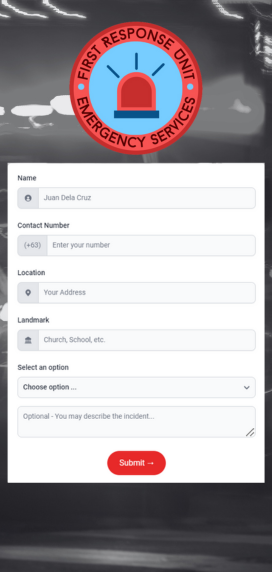 FIRST RESPONSE UNIT
EMERGENCY SERVICES
Name
Juan Dela Cruz
Contact Number
(+63) Enter your number
Location
Your Address
Landmark
Church, School, etc.
Select an option
Choose option ...
Optional - You may describe the incident...
Submit →